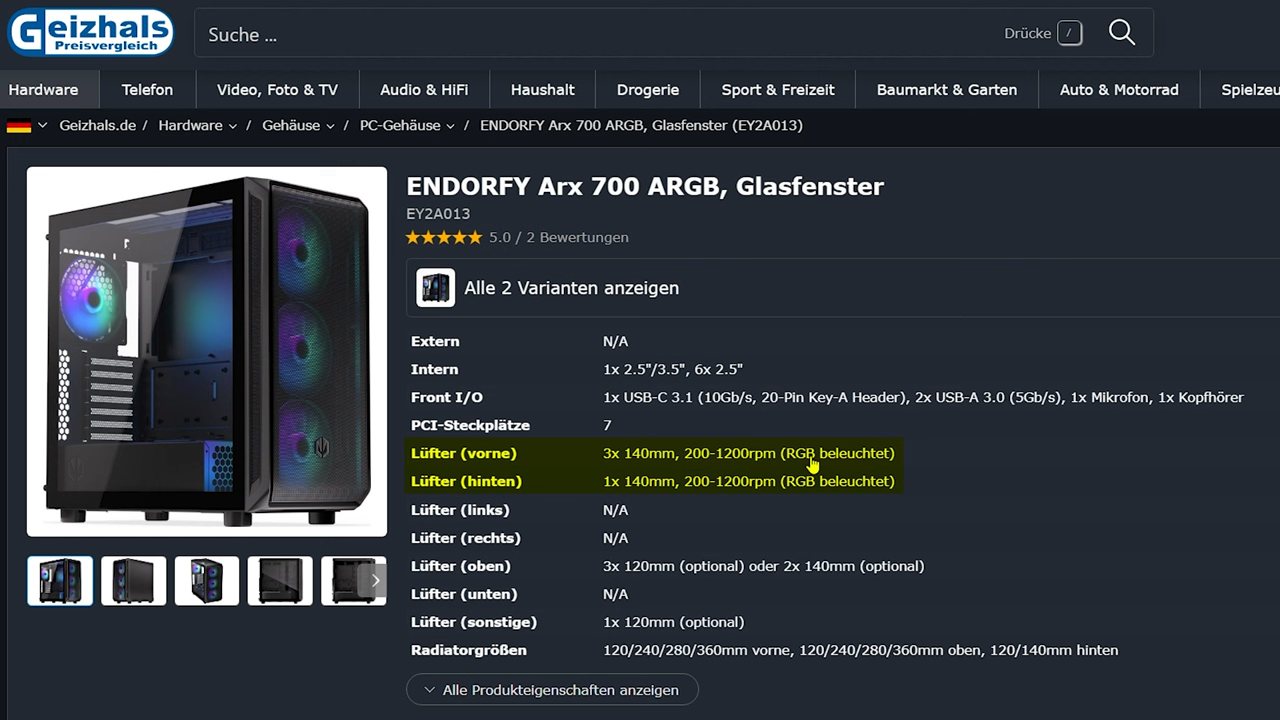 Geizhals
Preisvergleich
Suche ...
Drücke /
Hardware
Telefon
Video, Foto & TV
Audio & HiFi
Haushalt
Drogerie
Sport & Freizeit
Baumarkt & Garten
Auto & Motorrad
Spielzeu
Geizhals.de / Hardware / Gehäuse / PC-Gehäuse / ENDORFY Arx 700 ARGB, Glasfenster (EY2A013)
ENDORFY Arx 700 ARGB, Glasfenster
EY2A013
5.0 / 2 Bewertungen
Alle 2 Varianten anzeigen
Extern N/A
Intern 1x 2.5"/3.5", 6x 2.5"
Front I/O 1x USB-C 3.1 (10Gb/s, 20-Pin Key-A Header), 2x USB-A 3.0 (5Gb/s), 1x Mikrofon, 1x Kopfhörer
PCI-Steckplätze 7
Lüfter (vorne) 3x 140mm, 200-1200rpm (RGB beleuchtet)
Lüfter (hinten) 1x 140mm, 200-1200rpm (RGB beleuchtet)
Lüfter (links) N/A
Lüfter (rechts) N/A
Lüfter (oben) 3x 120mm (optional) oder 2x 140mm (optional)
Lüfter (unten) N/A
Lüfter (sonstige) 1x 120mm (optional)
Radiatorgrößen 120/240/280/360mm vorne, 120/240/280/360mm oben, 120/140mm hinten
Alle Produkteigenschaften anzeigen